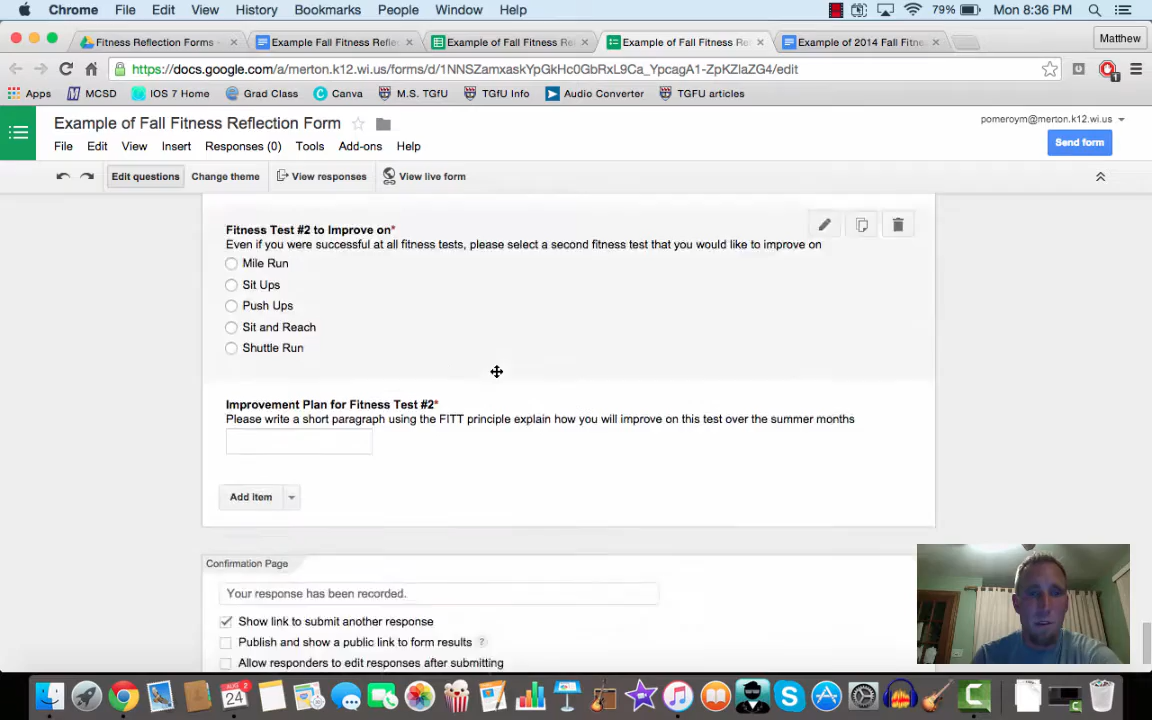 Chrome File Edit View History Bookmarks People Window Help 79% Mon 8:36 PM
Fitness Reflection Forms Example Fall Fitness Refle Example of Fall Fitness Re Example of Fall Fitness Re Example of 2014 Fall Fitne Matthew
https://docs.google.com/a/merton.k12.wi.us/forms/d/1NNSZamxaskYpGkHc0GbRxL9Ca_YpcagA1-ZpKZlaZG4/edit
Apps MCSD IOS 7 Home Grad Class Canva M.S. TGfU TGfU Info Audio Converter TGFU articles
Example of Fall Fitness Reflection Form
pomeroym@merton.k12.wi.us
File Edit View Insert Responses (0) Tools Add-ons Help
Send form
Edit questions Change theme View responses View live form
Fitness Test #2 to Improve on*
Even if you were successful at all fitness tests, please select a second fitness test that you would like to improve on
Mile Run
Sit Ups
Push Ups
Sit and Reach
Shuttle Run
Improvement Plan for Fitness Test #2*
Please write a short paragraph using the FITT principle explain how you will improve on this test over the summer months
Add item
Confirmation Page
Your response has been recorded.
Show link to submit another response
Publish and show a public link to form results ?
Allow responders to edit responses after submitting
24